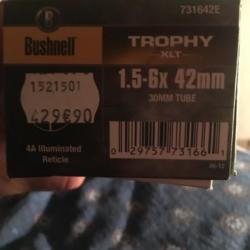 731642E
B
Bushnell
TROPHY
XLT
1.5-6x 42mm
30MM TUBE
1521501
429€90
4A Illuminated
Reticle
0 29757 73166 1